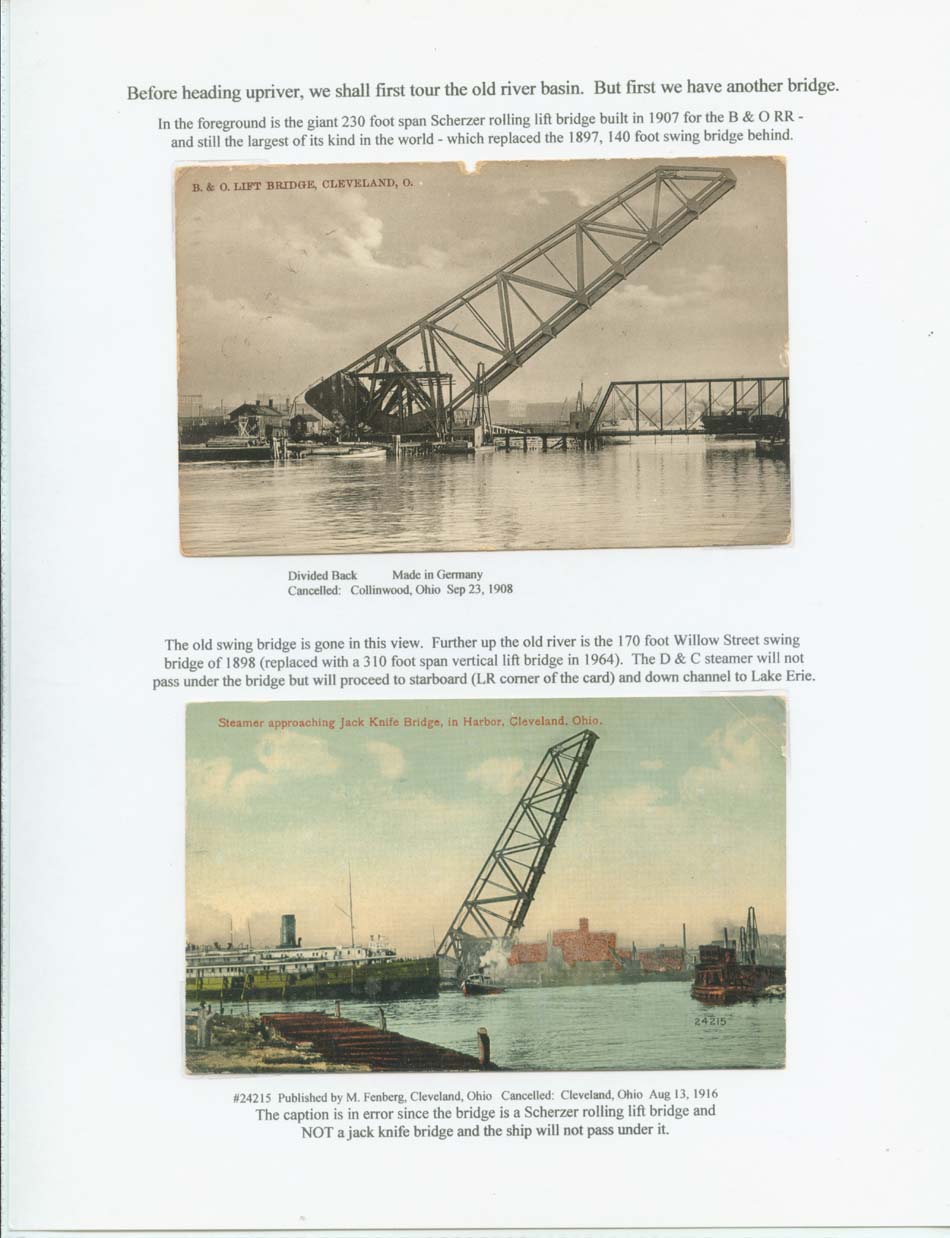 Before heading upriver, we shall first tour the old river basin. But first we have another bridge.
In the foreground is the giant 230 foot span Scherzer rolling lift bridge built in 1907 for the B & O RR -
and still the largest of its kind in the world - which replaced the 1897, 140 foot swing bridge behind.
B. & O. LIFT BRIDGE, CLEVELAND, O.
Divided Back Made in Germany
Cancelled: Collinwood, Ohio Sep 23, 1908
The old swing bridge is gone in this view. Further up the old river is the 170 foot Willow Street swing
bridge of 1898 (replaced with a 310 foot span vertical lift bridge in 1964). The D & C steamer will not
pass under the bridge but will proceed to starboard (LR corner of the card) and down channel to Lake Erie.
Steamer approaching Jack Knife Bridge, in Harbor, Cleveland, Ohio.
24215
#24215 Published by M. Fenberg, Cleveland, Ohio Cancelled: Cleveland, Ohio Aug 13, 1916
The caption is in error since the bridge is a Scherzer rolling lift bridge and
NOT a jack knife bridge and the ship will not pass under it.